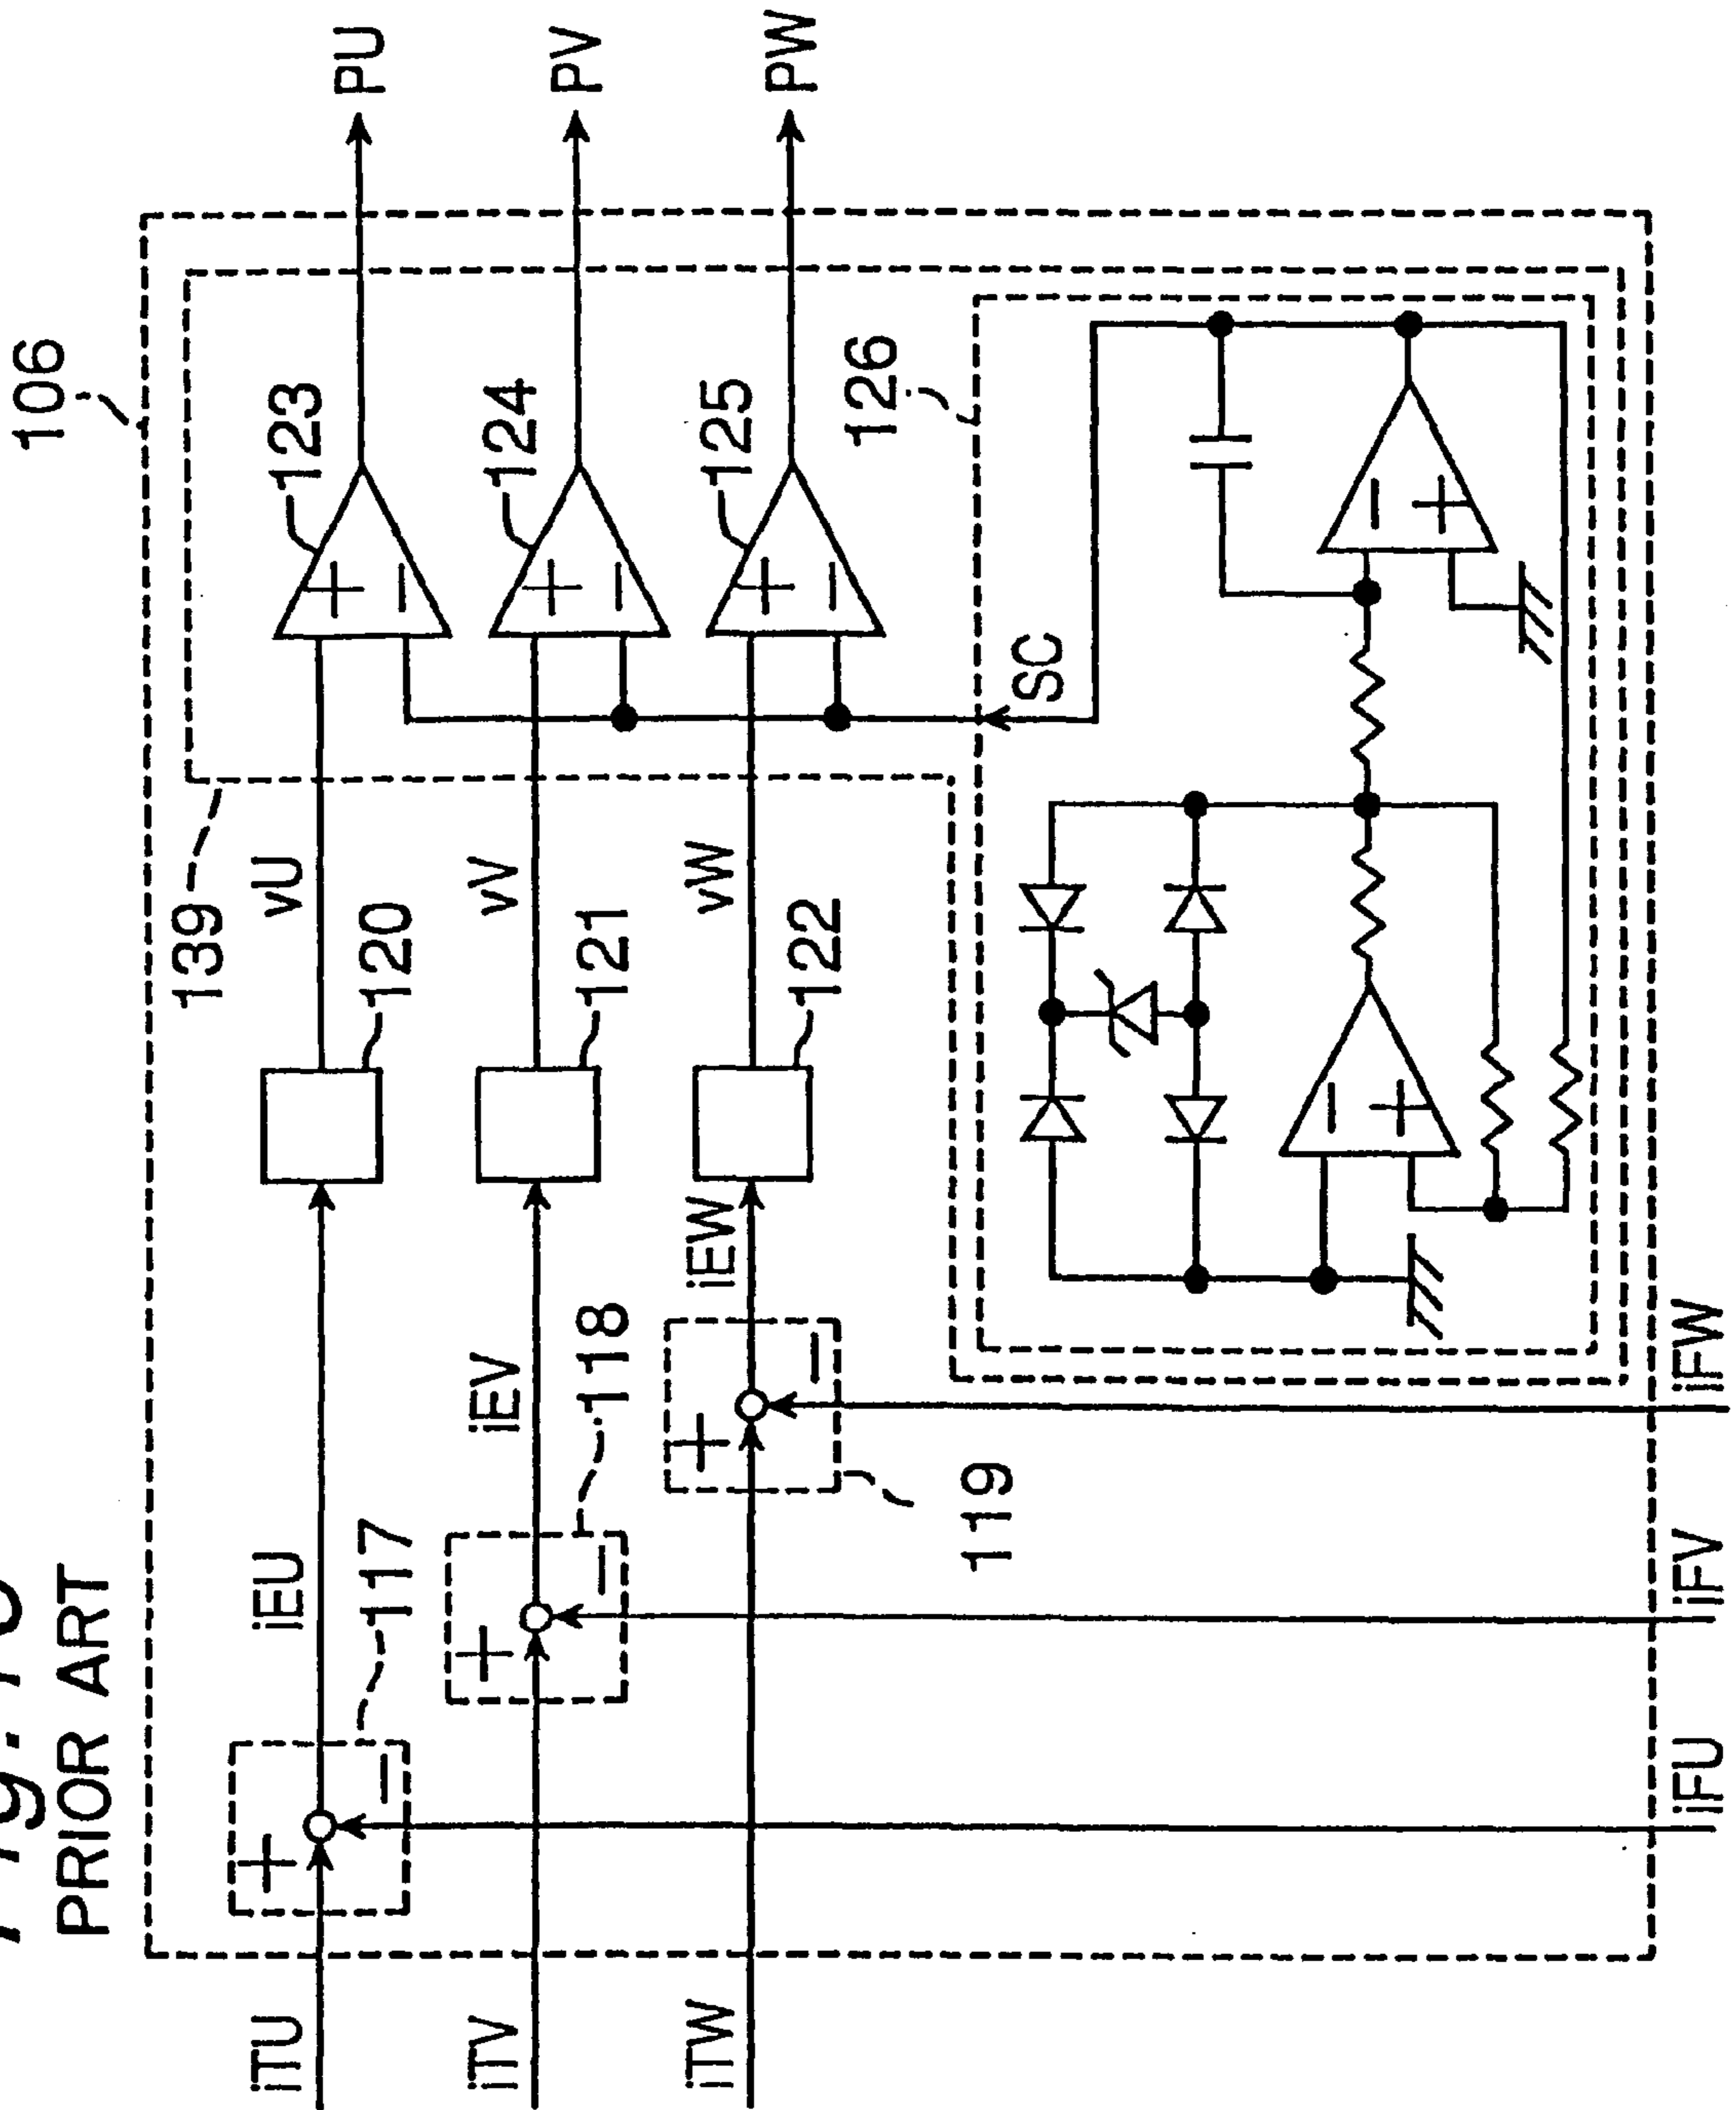 PRIOR ART
106
139
iTU
117
iEU
120
vU
123
PU
iTV
118
iEV
121
vV
124
PV
iTW
119
iEW
122
vW
125
PW
126
SC
iFU
iFV
iFW